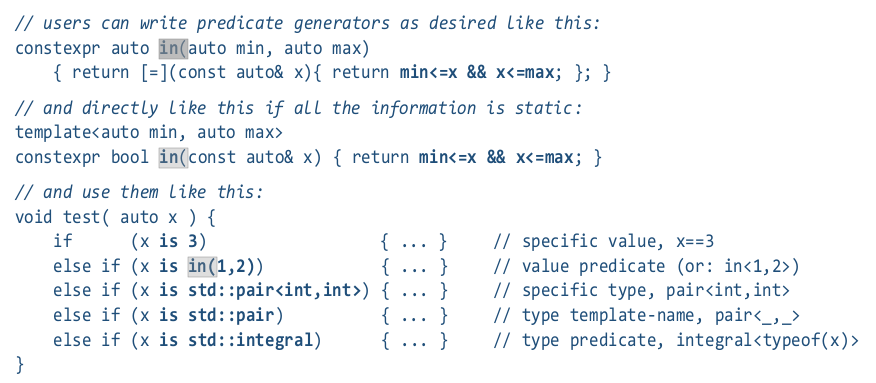 // users can write predicate generators as desired like this:
constexpr auto in(auto min, auto max)
    { return [=](const auto& x){ return min<=x && x<=max; }; }
// and directly like this if all the information is static:
template<auto min, auto max>
constexpr bool in(const auto& x) { return min<=x && x<=max; }
// and use them like this:
void test( auto x ) {
    if      (x is 3)                  { ... }    // specific value, x==3
    else if (x is in(1,2))            { ... }    // value predicate (or: in<1,2>)
    else if (x is std::pair<int,int>) { ... }    // specific type, pair<int,int>
    else if (x is std::pair)          { ... }    // type template-name, pair<_,_>
    else if (x is std::integral)      { ... }    // type predicate, integral<typeof(x)>
}